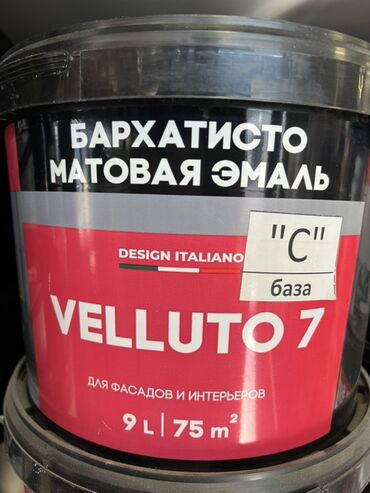 БАРХАТИСТО
МАТОВАЯ ЭМАЛЬ
DESIGN ITALIANO
"С"
база
VELLUTO 7
ДЛЯ ФАСАДОВ И ИНТЕРЬЕРОВ
9 L | 75 m²